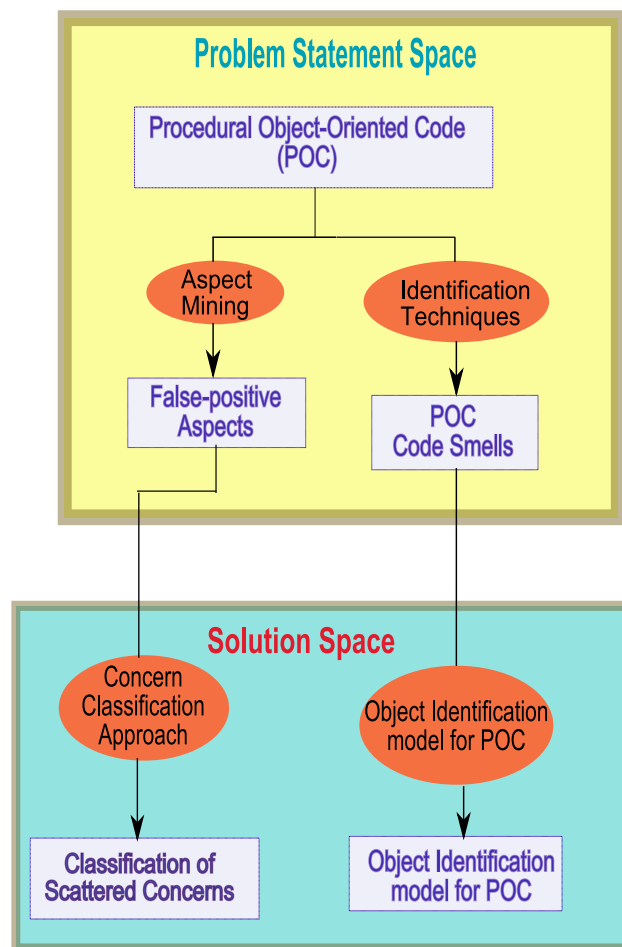 Problem Statement Space
Procedural Object-Oriented Code
(POC)
Aspect
Mining
Identification
Techniques
False-positive
Aspects
POC
Code Smells
Solution Space
Concern
Classification
Approach
Object Identification
model for POC
Classification of
Scattered Concerns
Object Identification
model for POC